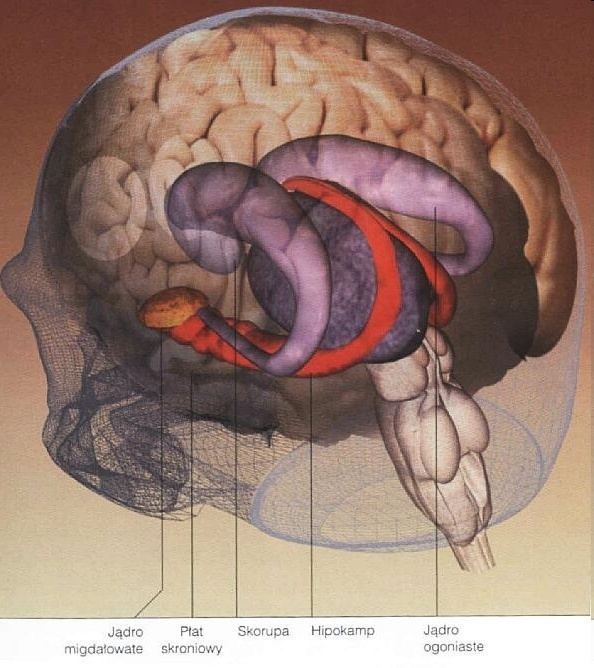 Jądro
migdałowate
Płat
skroniowy
Skorupa
Hipokamp
Jądro
ogoniaste